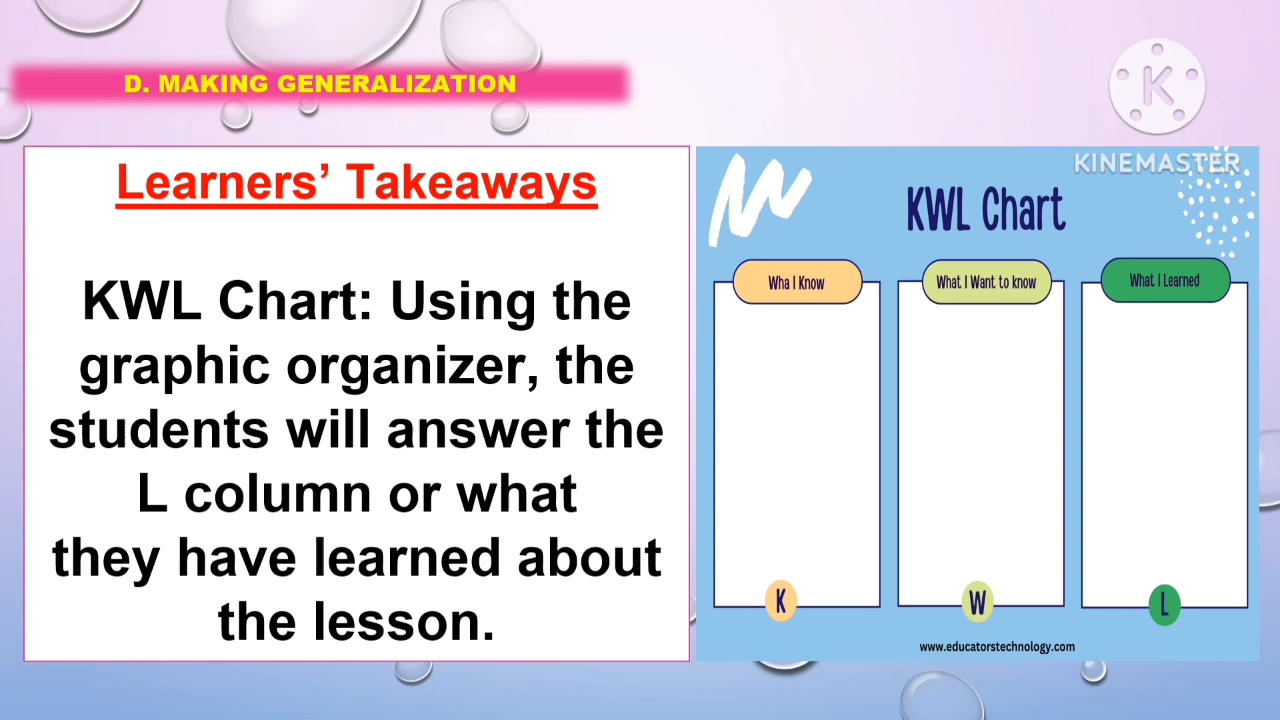 D. MAKING GENERALIZATION
K
KINEMASTER
Learners’ Takeaways
KWL Chart: Using the
graphic organizer, the
students will answer the
L column or what
they have learned about
the lesson.
KWL Chart
Wha I Know
What I Want to know
What I Learned
K
W
L
www.educatorstechnology.com